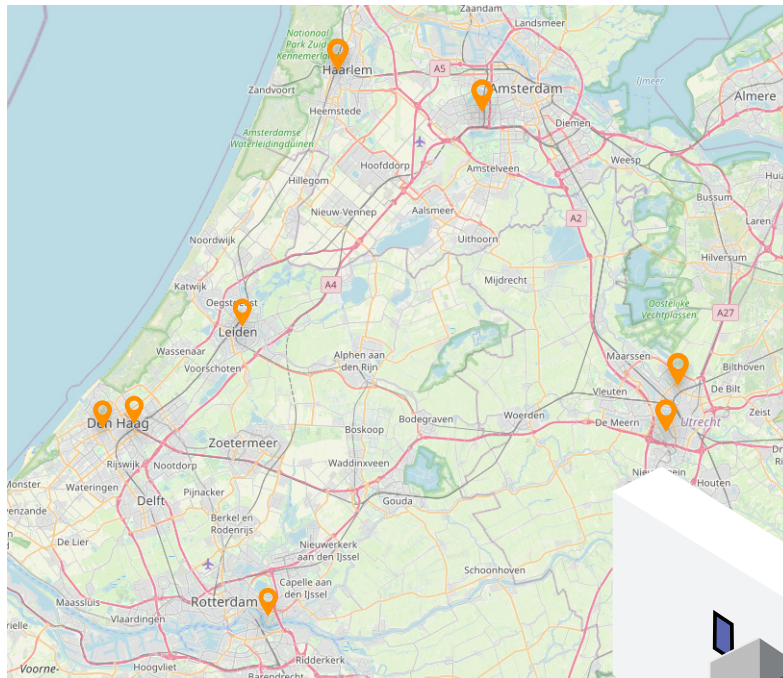 Zaandam
Landsmeer
Nationaal
Park Zuid
Kennemerland
Haarlem
A5
IJmeer
Zandvoort
Amsterdam
Almere
Heemstede
Diemen
Amsterdamse
Waterleidingduinen
Weesp
Hoofddorp
Amstelveen
Hillegom
Bussum
Nieuw-Vennep
Aalsmeer
A2
Laren
Noordwijk
Uithoorn
Hilversum
Katwijk
A4
Mijdrecht
Oegstgeest
Oostelijke
Vechtplassen
A27
Leiden
Wassenaar
Alphen aan
den Rijn
Maarssen
Voorschoten
Bilthoven
Vleuten
De Bilt
Den Haag
Bodegraven
Woerden
De Meern
Utrecht
Zeist
Zoetermeer
Boskoop
Rijswijk
Nootdorp
Waddinxveen
Monster
Wateringen
Pijnacker
Delft
Gouda
Houten
Berkel en
Rodenrijs
De Lier
Nieuwerkerk
aan den IJssel
Schoonhoven
Capelle aan
den IJssel
Maassluis
Rotterdam
Vlaardingen
Hoogvliet
Ridderkerk
Voorne-
Barendrecht